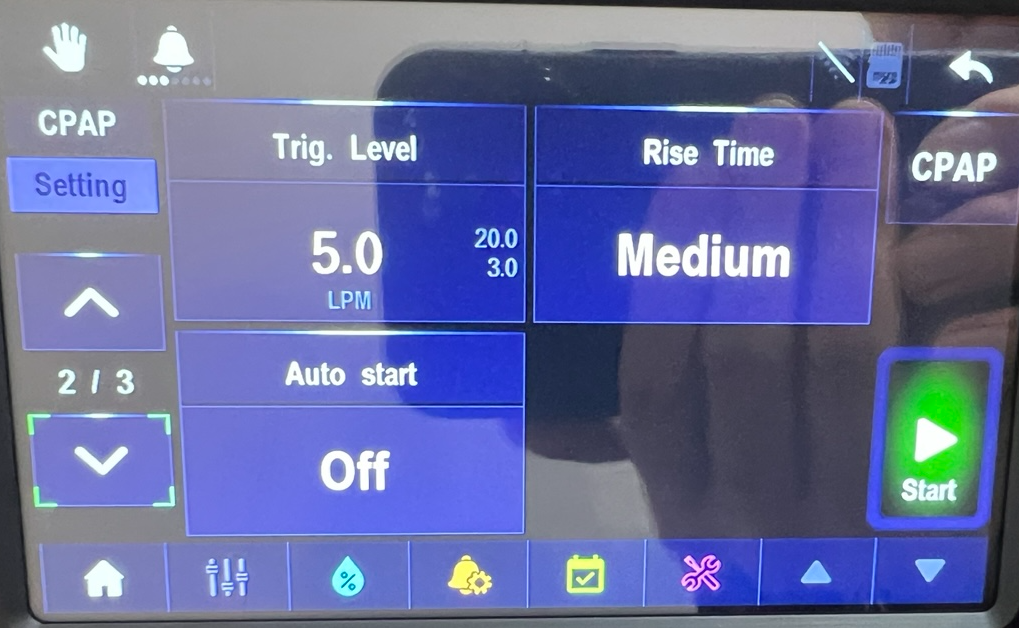 CPAP
Setting
2 / 3
Trig. Level
5.0
20.0
3.0
LPM
Rise Time
Medium
CPAP
Auto start
Off
Start
%